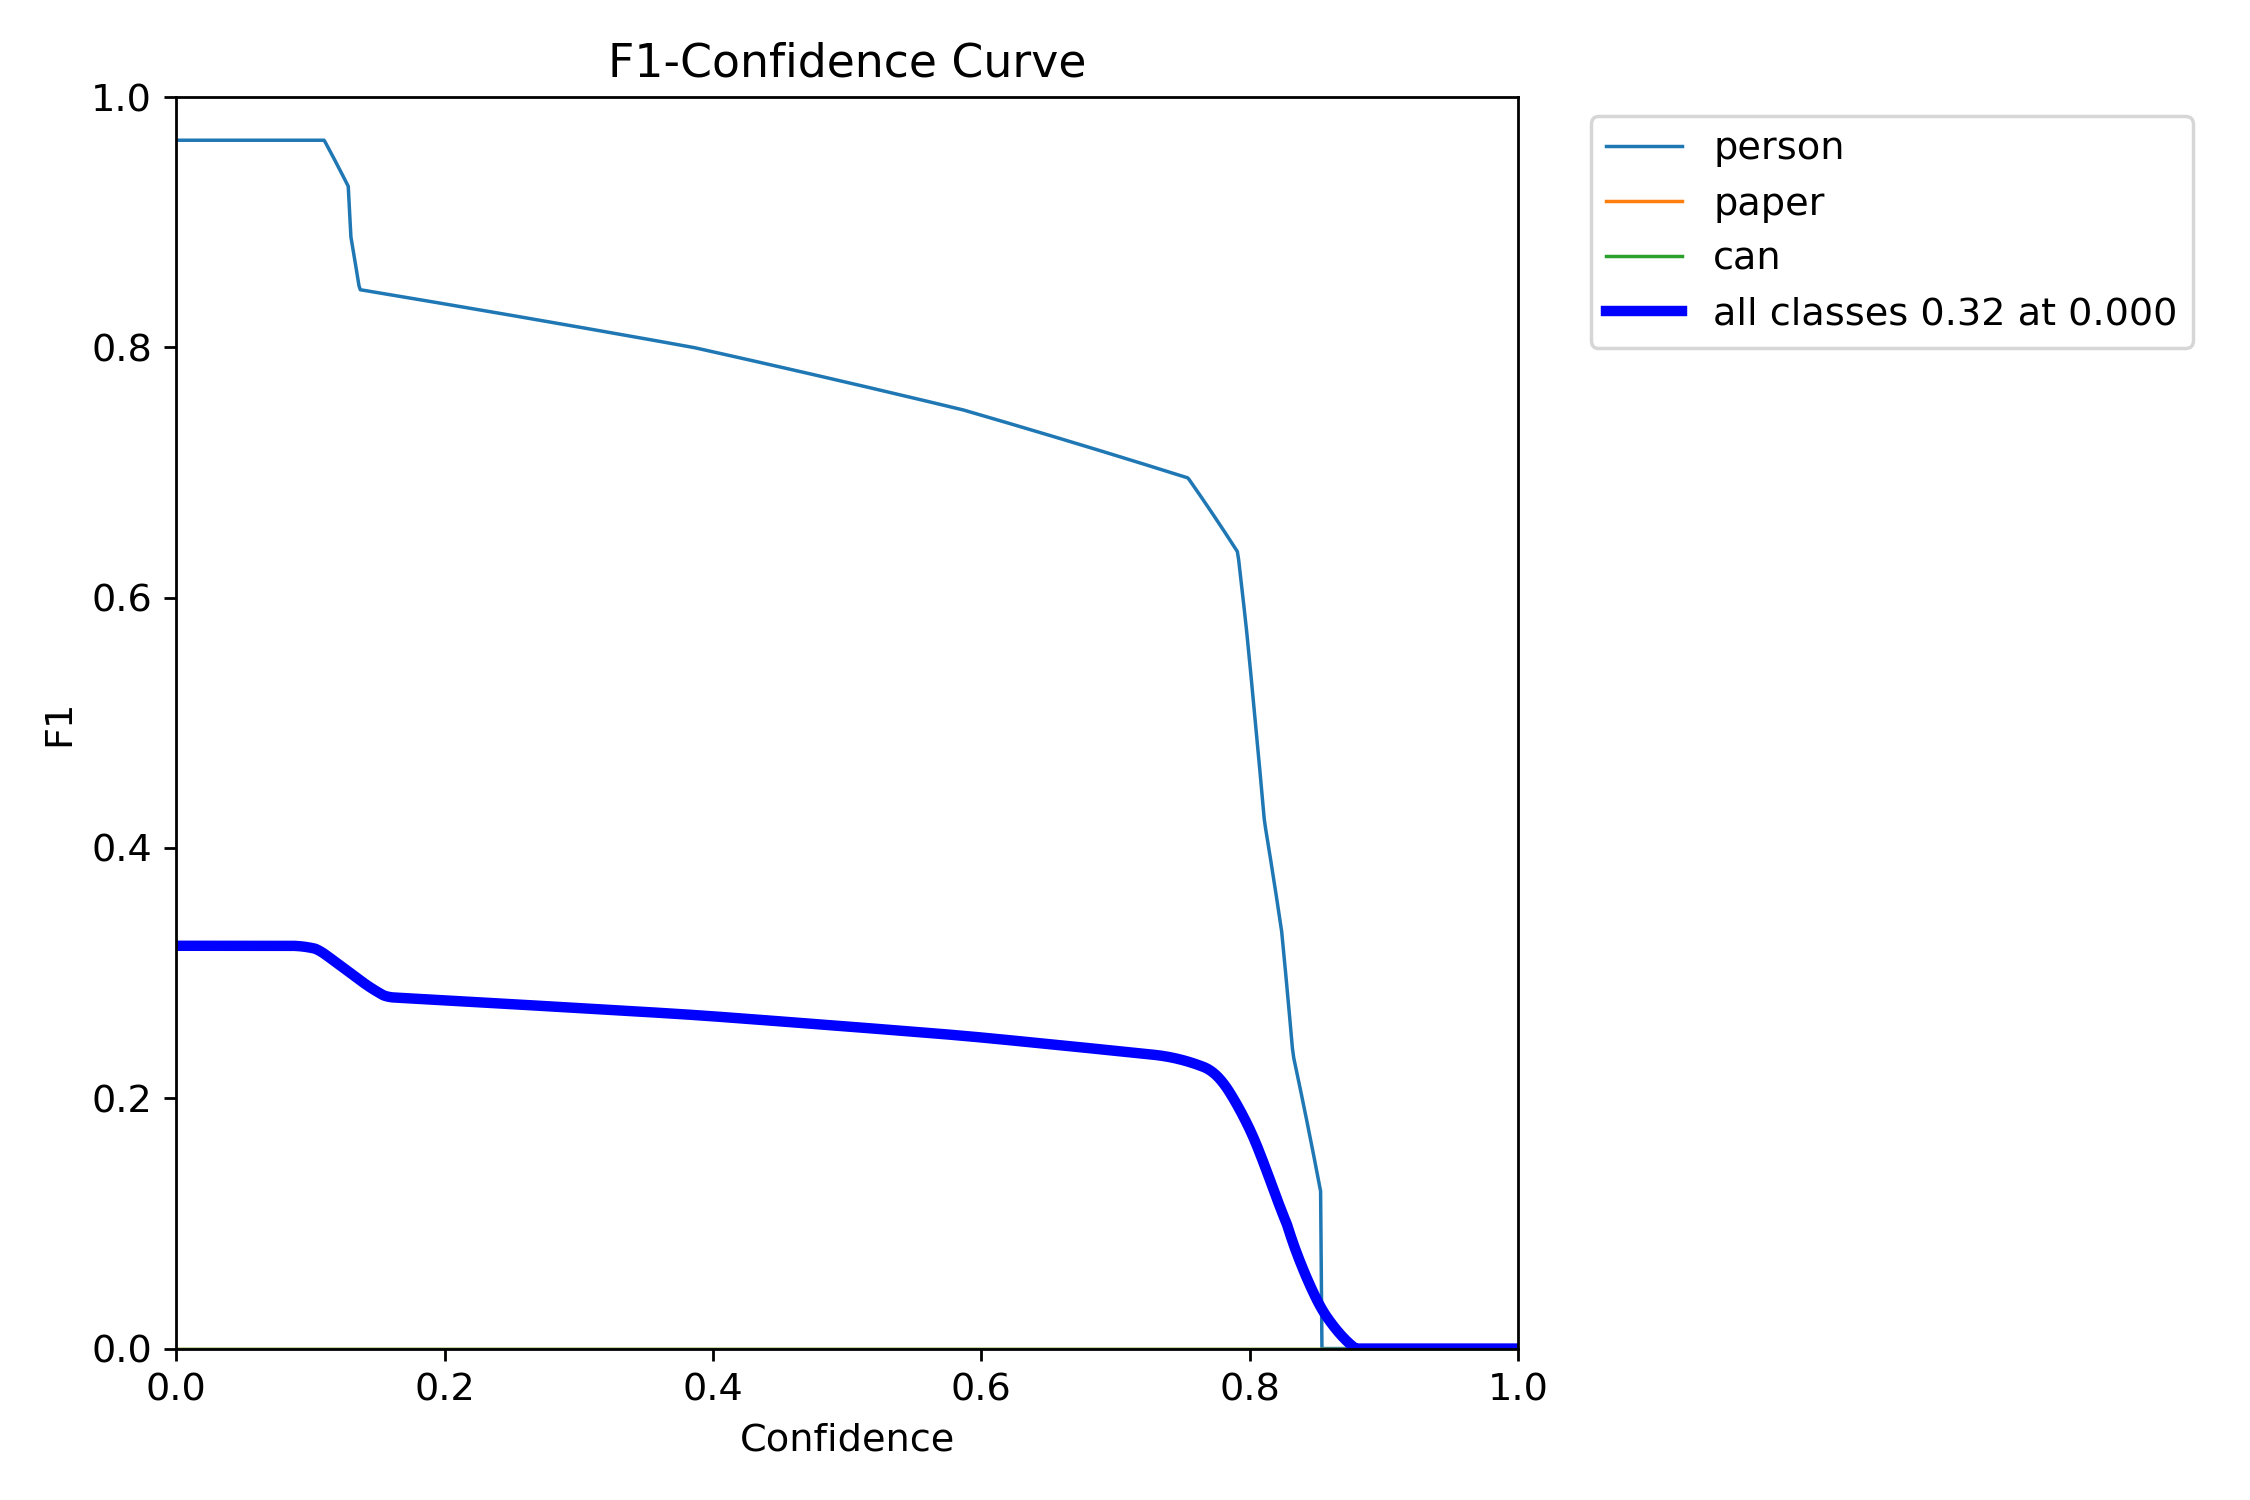 F1-Confidence Curve
1.0
0.8
0.6
0.4
0.2
0.0
F1
0.0 0.2 0.4 0.6 0.8 1.0
Confidence
person
paper
can
all classes 0.32 at 0.000